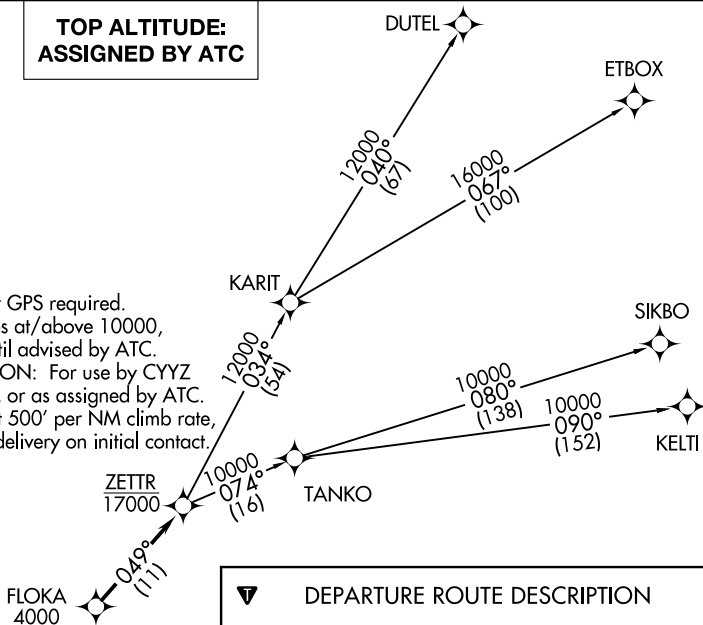 TOP ALTITUDE:
ASSIGNED BY ATC
DUTEL
ETBOX
12000
040°
(67)
16000
067°
(100)
KARIT
GPS required.
at/above 10000,
til advised by ATC.
ON: For use by CYYZ
or as assigned by ATC.
500' per NM climb rate,
delivery on initial contact.
12000
034°
(54)
SIKBO
10000
080°
(138)
10000
090°
(152)
KELTI
ZETTR
17000
10000
074°
(16)
TANKO
049°
(11)
FLOKA
4000
T DEPARTURE ROUTE DESCRIPTION